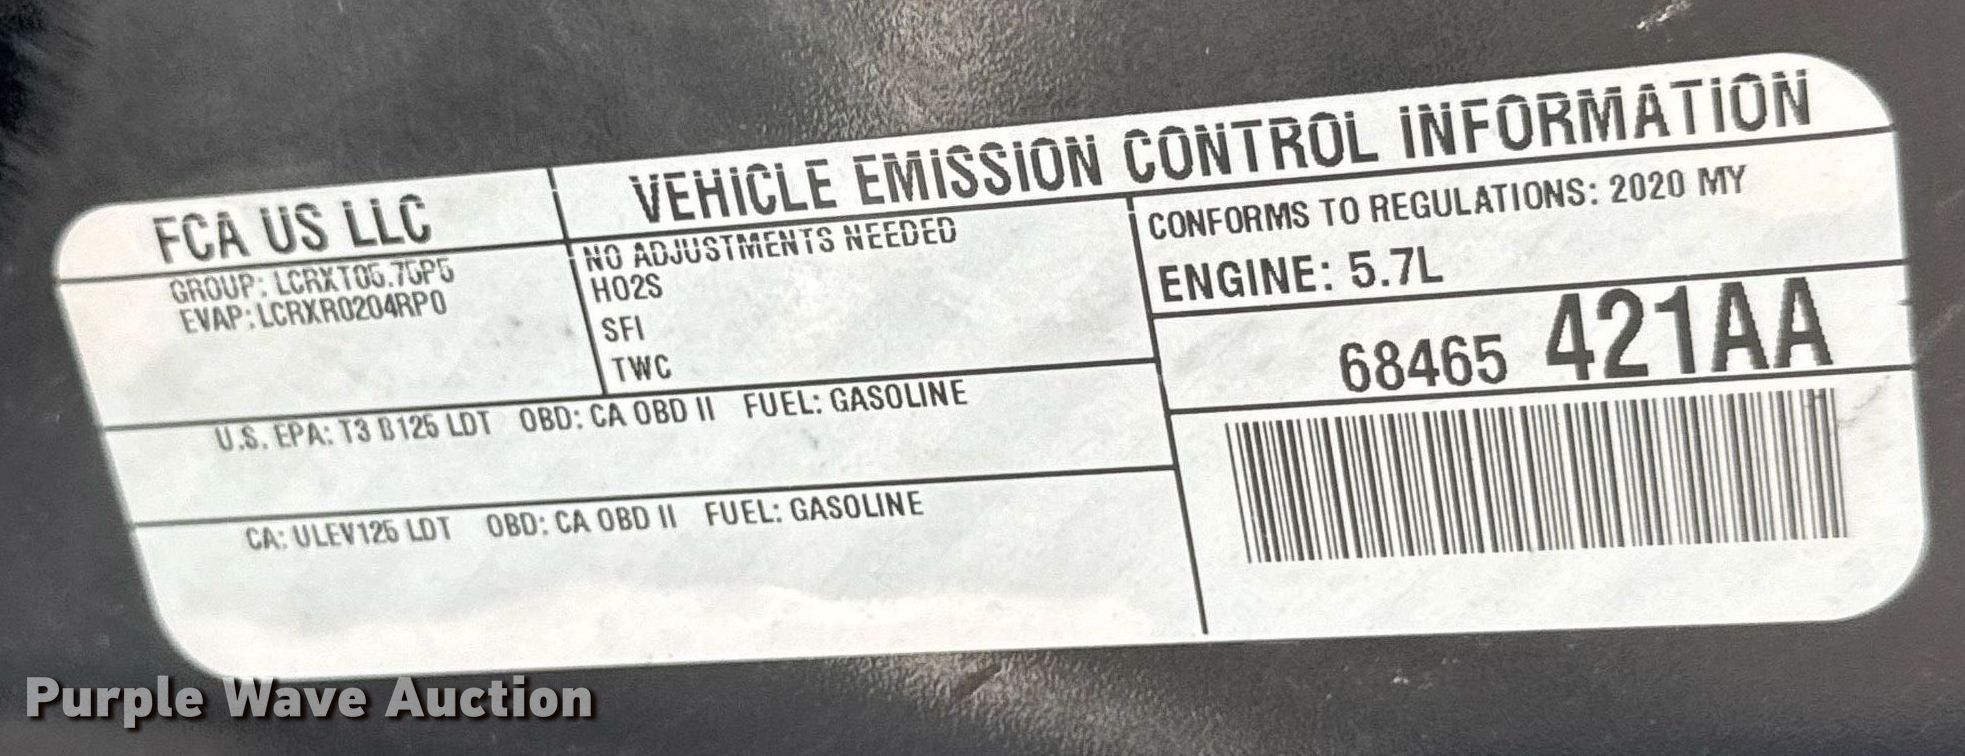 FCA US LLC
VEHICLE EMISSION CONTROL INFORMATION
GROUP: LCRXT05.75P5
EVAP: LCRXR0204RP0
NO ADJUSTMENTS NEEDED
HO2S
SFI
TWC
CONFORMS TO REGULATIONS: 2020 MY
ENGINE: 5.7L
68465 421AA
U.S. EPA: T3 B125 LDT OBD: CA OBD II FUEL: GASOLINE
CA: ULEV125 LDT OBD: CA OBD II FUEL: GASOLINE
Purple Wave Auction